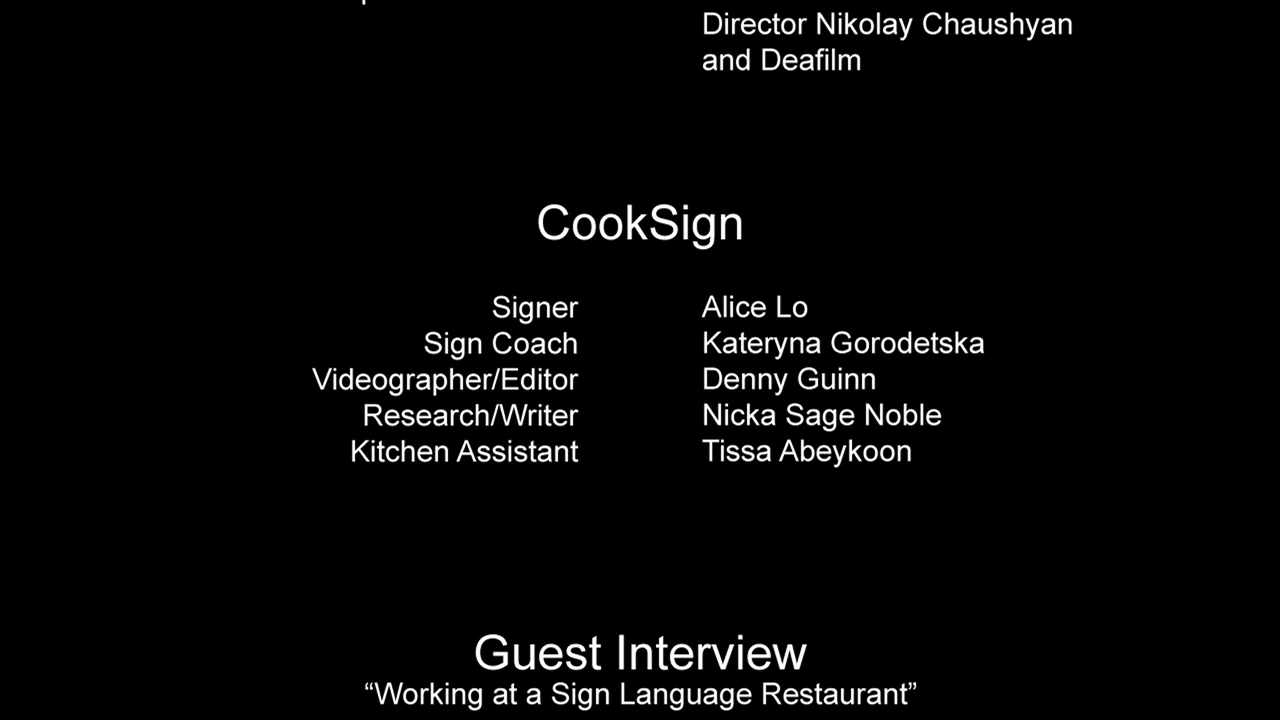 Director Nikolay Chaushyan
and Deafilm
CookSign
Signer Alice Lo
Sign Coach Kateryna Gorodetska
Videographer/Editor Denny Guinn
Research/Writer Nicka Sage Noble
Kitchen Assistant Tissa Abeykoon
Guest Interview
“Working at a Sign Language Restaurant”